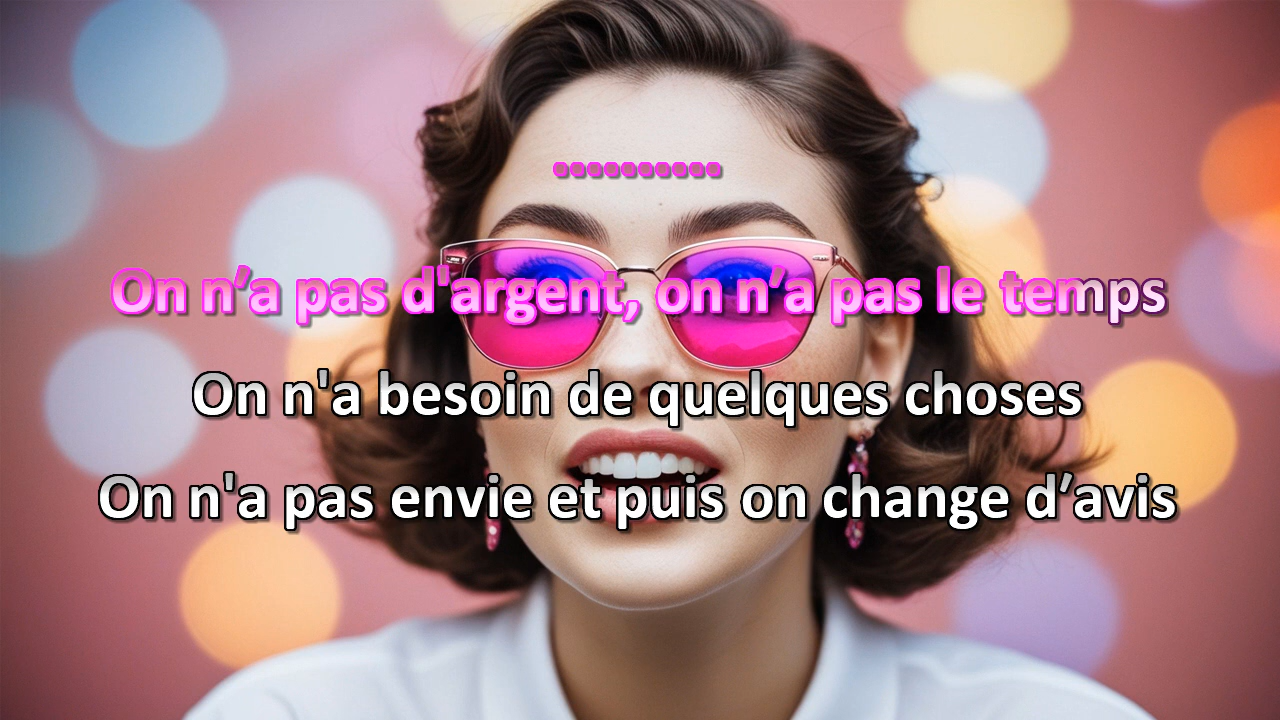 ..........
On n’a pas d'argent, on n’a pas le temps
On n'a besoin de quelques choses
On n'a pas envie et puis on change d’avis